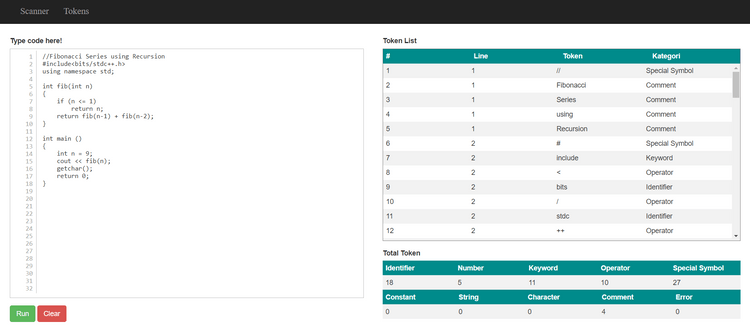 Scanner Tokens
Type code here!
1 //Fibonacci Series using Recursion
2 #include<bits/stdc++.h>
3 using namespace std;
4
5 int fib(int n)
6 {
7 if (n <= 1)
8 return n;
9 return fib(n-1) + fib(n-2);
10 }
11
12 int main ()
13 {
14 int n = 9;
15 cout << fib(n);
16 getchar();
17 return 0;
18 }
19
20
21
22
23
24
25
26
27
28
29
30
31
32
Run Clear
Token List
# Line Token Kategori
1 1 // Special Symbol
2 1 Fibonacci Comment
3 1 Series Comment
4 1 using Comment
5 1 Recursion Comment
6 2 # Special Symbol
7 2 include Keyword
8 2 < Operator
9 2 bits Identifier
10 2 / Operator
11 2 stdc Identifier
12 2 ++ Operator
Total Token
Identifier Number Keyword Operator Special Symbol
18 5 11 10 27
Constant String Character Comment Error
0 0 0 4 0